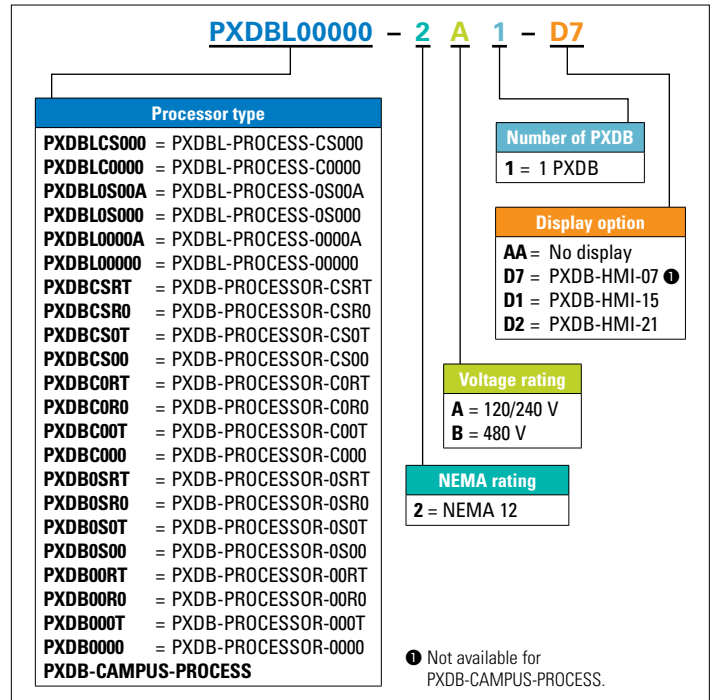 PXDBL00000 – 2 A 1 – D7
Processor type
PXDBLCS000 = PXDBL-PROCESS-CS000
PXDBLC0000 = PXDBL-PROCESS-C0000
PXDBL0S00A = PXDBL-PROCESS-0S00A
PXDBL0S000 = PXDBL-PROCESS-0S000
PXDBL0000A = PXDBL-PROCESS-0000A
PXDBL00000 = PXDBL-PROCESS-00000
PXDBCSRT = PXDB-PROCESSOR-CSRT
PXDBCSR0 = PXDB-PROCESSOR-CSR0
PXDBCS0T = PXDB-PROCESSOR-CS0T
PXDBCS00 = PXDB-PROCESSOR-CS00
PXDBC0RT = PXDB-PROCESSOR-C0RT
PXDBC0R0 = PXDB-PROCESSOR-C0R0
PXDBC00T = PXDB-PROCESSOR-C00T
PXDBC000 = PXDB-PROCESSOR-C000
PXDB0SRT = PXDB-PROCESSOR-0SRT
PXDB0SR0 = PXDB-PROCESSOR-0SR0
PXDB0S0T = PXDB-PROCESSOR-0S0T
PXDB0S00 = PXDB-PROCESSOR-0S00
PXDB00RT = PXDB-PROCESSOR-00RT
PXDB00R0 = PXDB-PROCESSOR-00R0
PXDB000T = PXDB-PROCESSOR-000T
PXDB0000 = PXDB-PROCESSOR-0000
PXDB-CAMPUS-PROCESS
Number of PXDB
1 = 1 PXDB
Display option
AA = No display
D7 = PXDB-HMI-07 ❶
D1 = PXDB-HMI-15
D2 = PXDB-HMI-21
Voltage rating
A = 120/240 V
B = 480 V
NEMA rating
2 = NEMA 12
❶ Not available for
PXDB-CAMPUS-PROCESS.